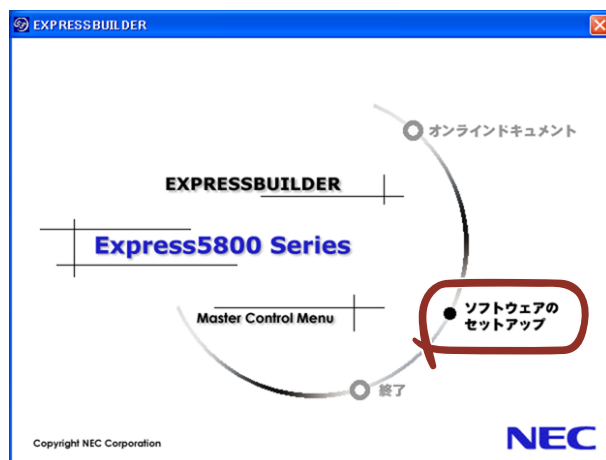 EXPRESSBUILDER
オンラインドキュメント
EXPRESSBUILDER
Express5800 Series
ソフトウェアの
セットアップ
Master Control Menu
終了
Copyright NEC Corporation
NEC